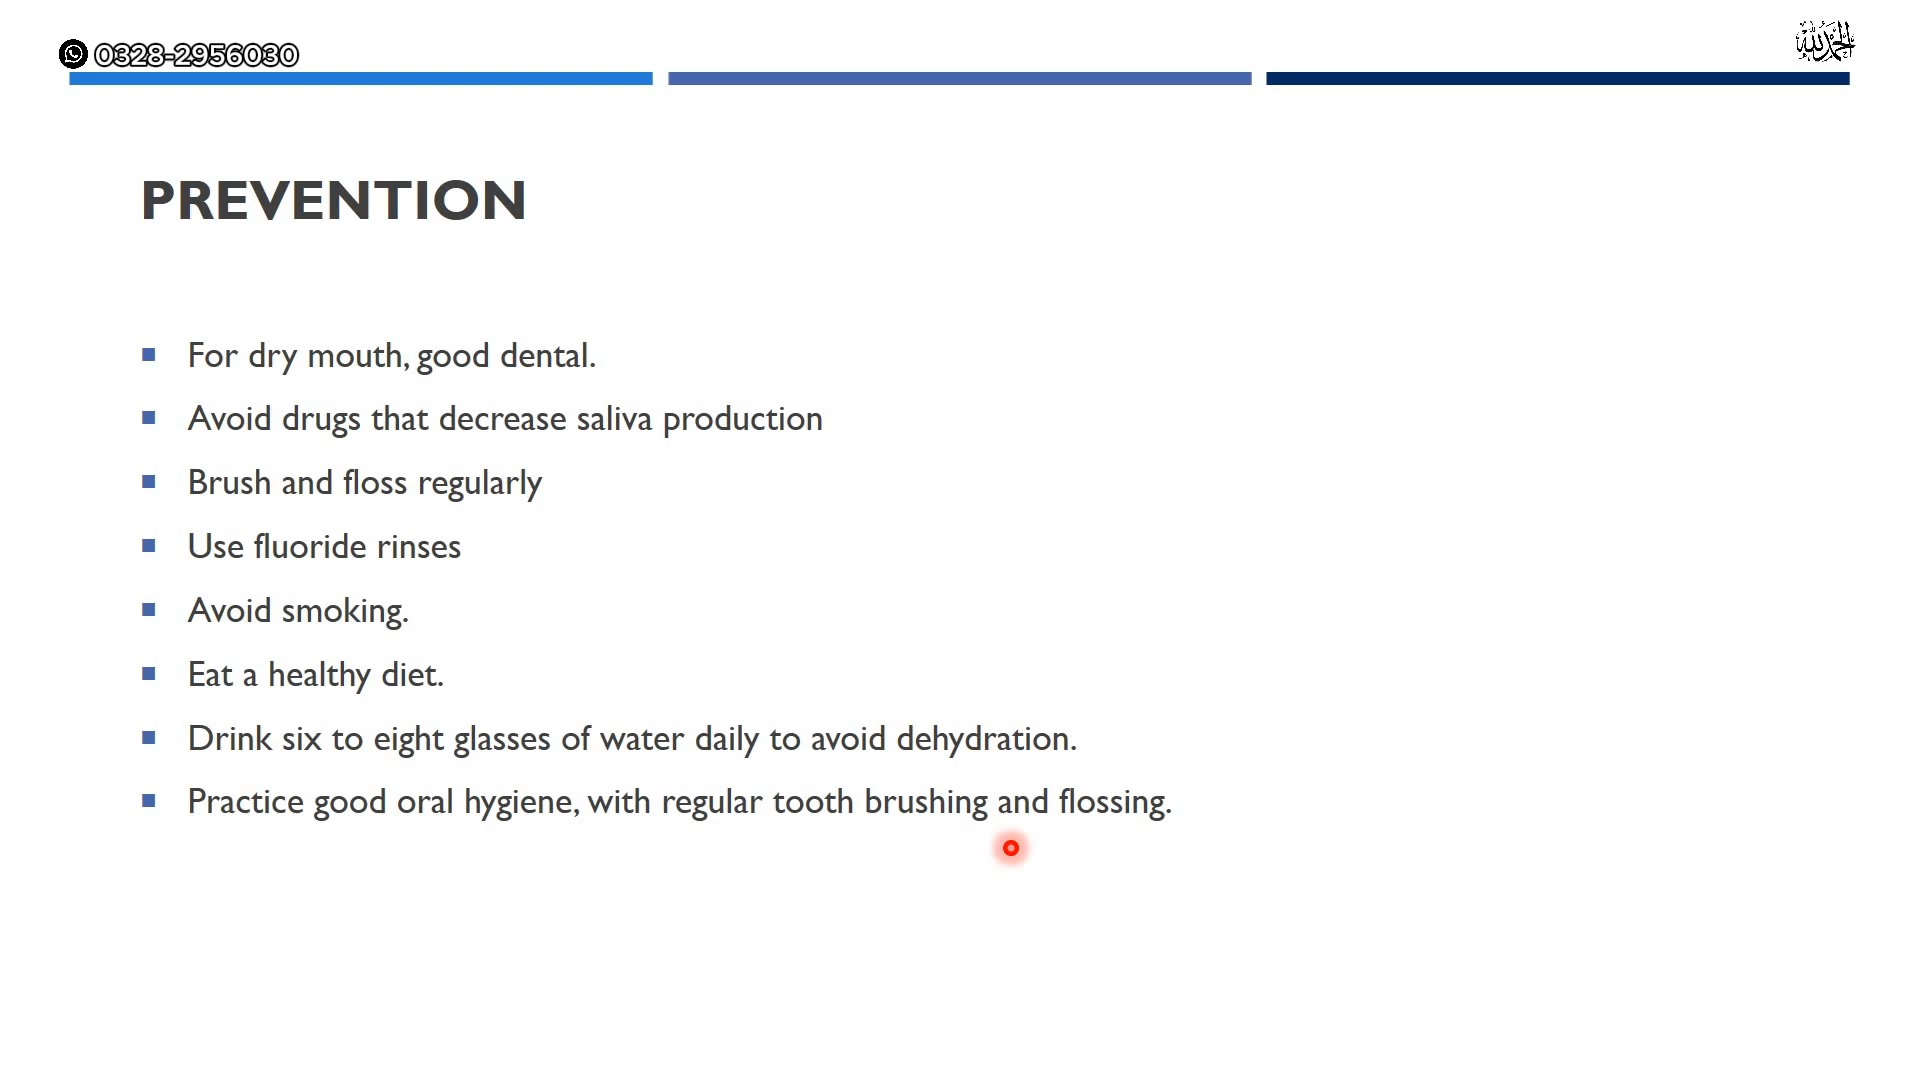 0328-2956030
الحمدلله
PREVENTION
For dry mouth, good dental.
Avoid drugs that decrease saliva production
Brush and floss regularly
Use fluoride rinses
Avoid smoking.
Eat a healthy diet.
Drink six to eight glasses of water daily to avoid dehydration.
Practice good oral hygiene, with regular tooth brushing and flossing.